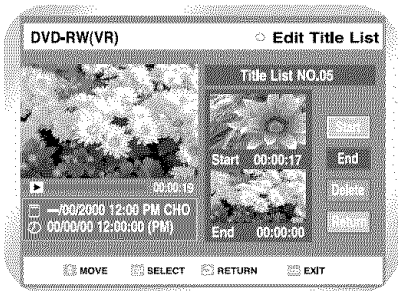 DVD-RW(VR)
Edit Title List
Title List NO.05
Start 00:00:17
Start
End
00:00:19
Delete
—/00/2000 12:00 PM CHO
00/00/00 12:00:00 (PM)
End 00:00:00
Return
MOVE SELECT RETURN EXIT